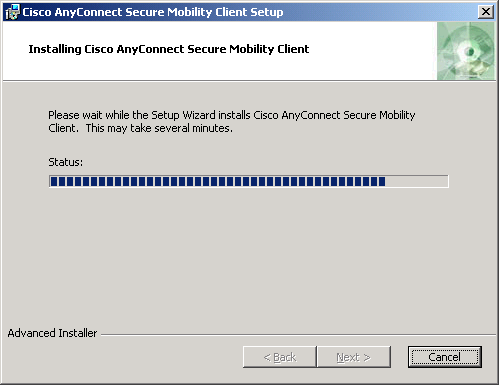 Cisco AnyConnect Secure Mobility Client Setup
Installing Cisco AnyConnect Secure Mobility Client
Please wait while the Setup Wizard installs Cisco AnyConnect Secure Mobility
Client. This may take several minutes.
Status:
Advanced Installer
< Back
Next >
Cancel